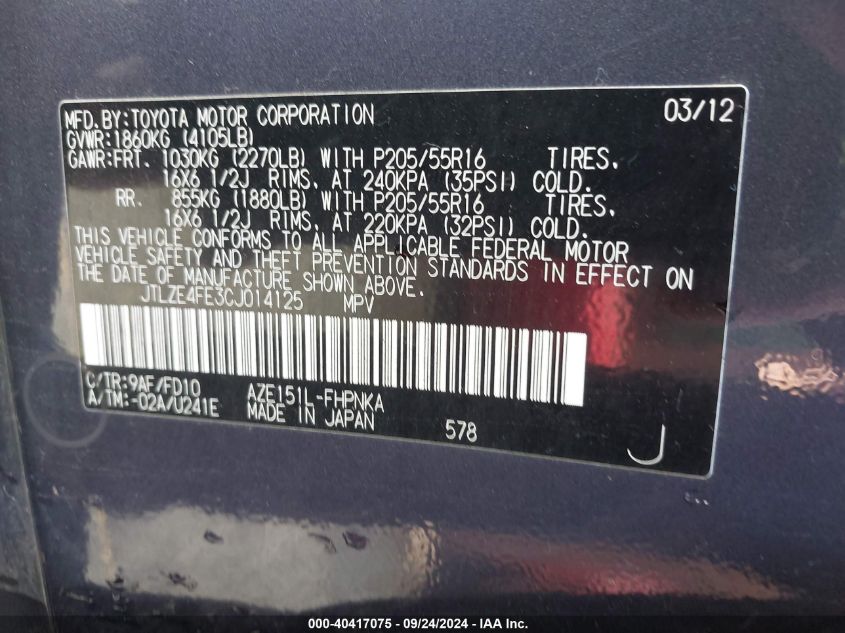 MFD.BY:TOYOTA MOTOR CORPORATION 03/12
GVWR:1860KG (4105LB)
GAWR:FRT. 1030KG (2270LB) WITH P205/55R16 TIRES,
16X6 1/2J RIMS, AT 240KPA (35PSI) COLD.
RR. 855KG (1880LB) WITH P205/55R16 TIRES,
16X6 1/2J RIMS, AT 220KPA (32PSI) COLD.
THIS VEHICLE CONFORMS TO ALL APPLICABLE FEDERAL MOTOR
VEHICLE SAFETY AND THEFT PREVENTION STANDARDS IN EFFECT ON
THE DATE OF MANUFACTURE SHOWN ABOVE.
JTLZE4FE3CJ014125 MPV
C/TR:9AF/FD10 AZE151L-FHPNKA
A/TM:-02A/U241E MADE IN JAPAN 578
J
000-40417075 - 09/24/2024 - IAA Inc.